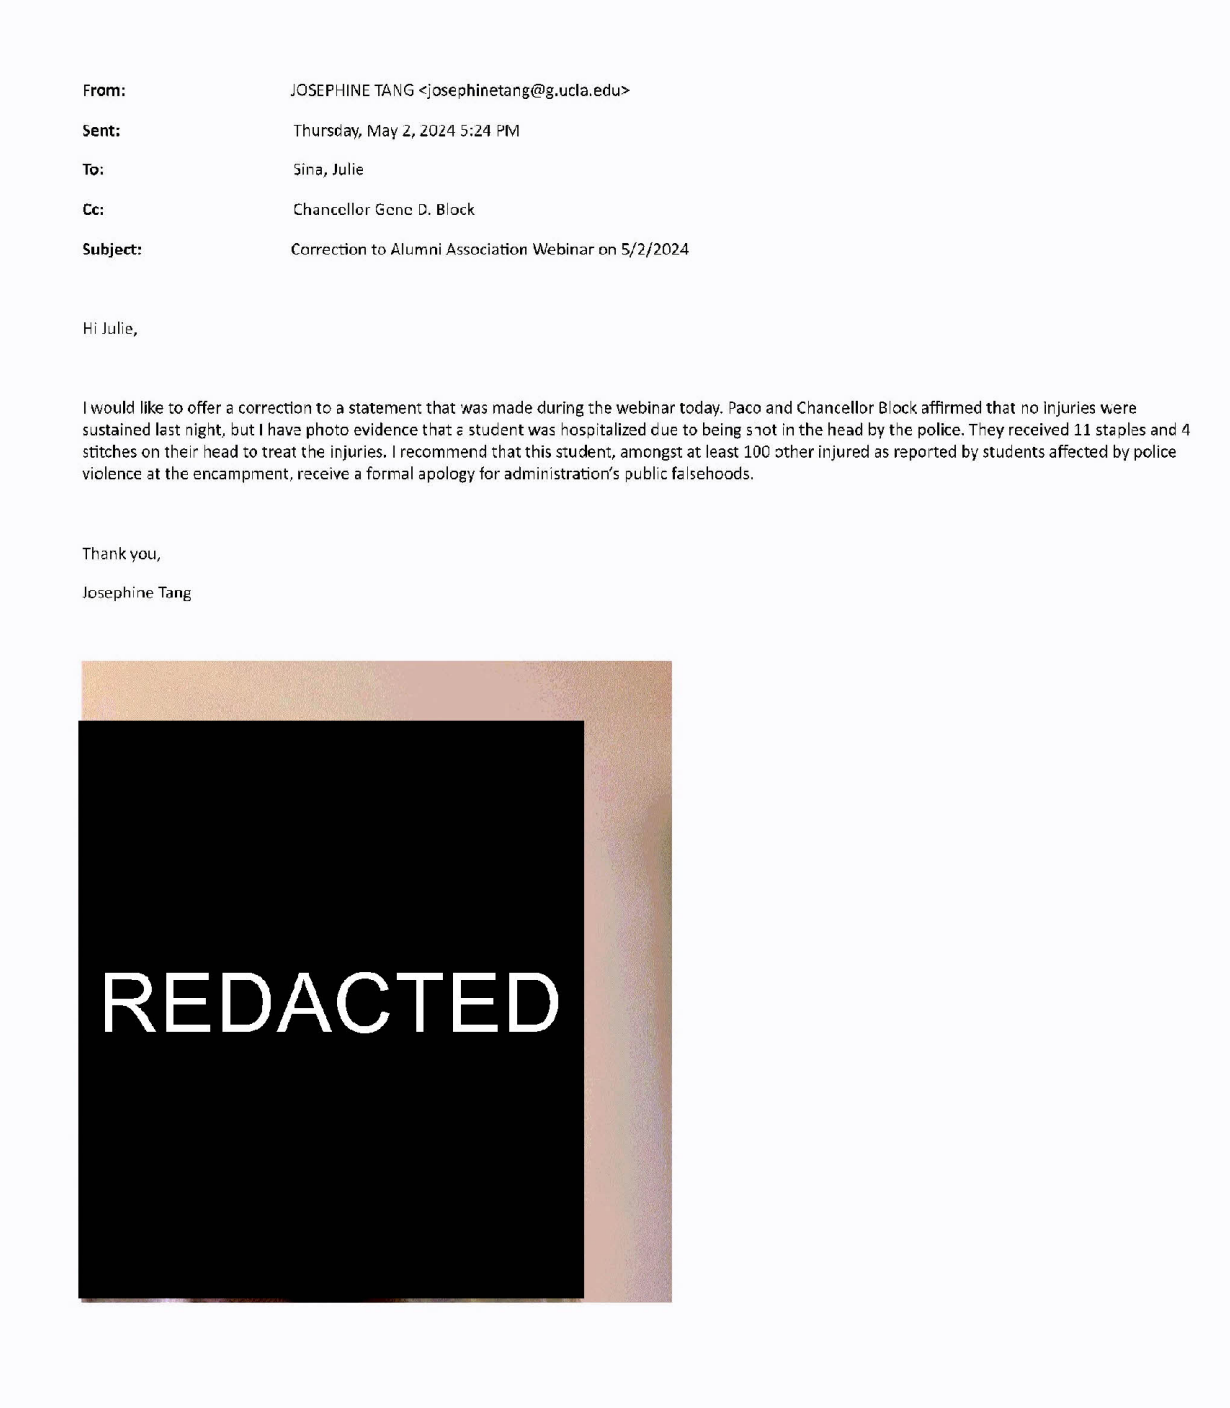 From: JOSEPHINE TANG <josephinetang@g.ucla.edu>
Sent: Thursday, May 2, 2024 5:24 PM
To: Sina, Julie
Cc: Chancellor Gene D. Block
Subject: Correction to Alumni Association Webinar on 5/2/2024
Hi Julie,
I would like to offer a correction to a statement that was made during the webinar today. Paco and Chancellor Block affirmed that no injuries were
sustained last night, but I have photo evidence that a student was hospitalized due to being shot in the head by the police. They received 11 staples and 4
stitches on their head to treat the injuries. I recommend that this student, amongst at least 100 other injured as reported by students affected by police
violence at the encampment, receive a formal apology for administration's public falsehoods.
Thank you,
Josephine Tang
REDACTED